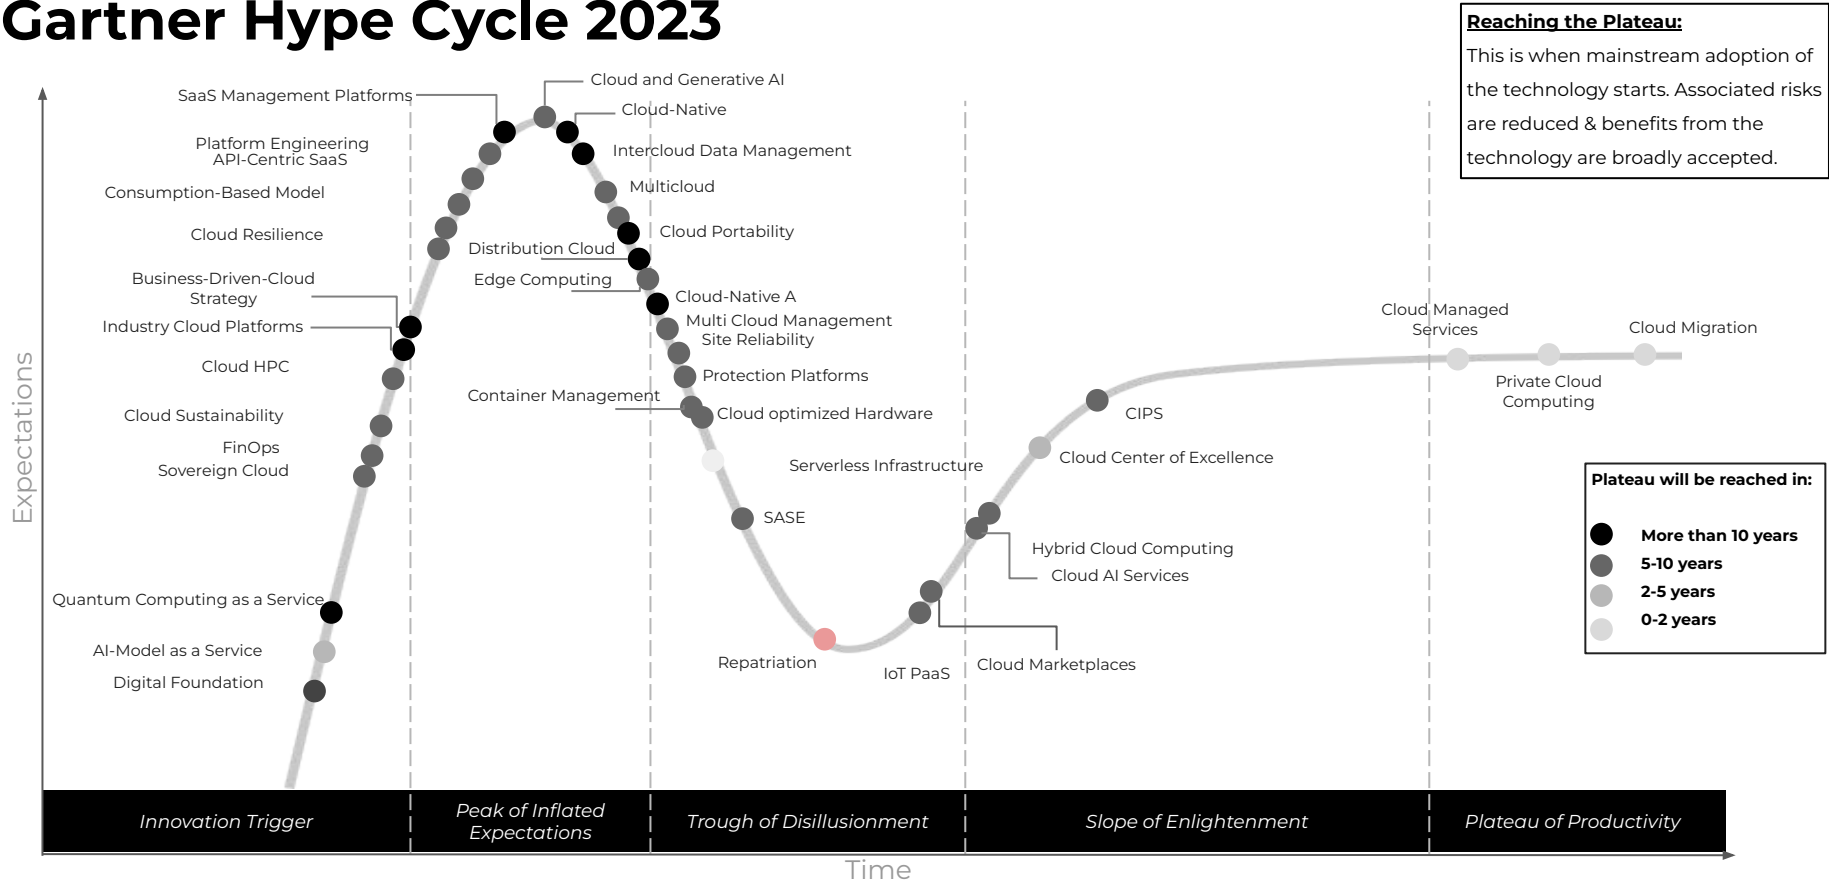 Gartner Hype Cycle 2023
Reaching the Plateau:
This is when mainstream adoption of
the technology starts. Associated risks
are reduced & benefits from the
technology are broadly accepted.
Expectations
SaaS Management Platforms
Platform Engineering
API-Centric SaaS
Consumption-Based Model
Cloud Resilience
Business-Driven-Cloud
Strategy
Industry Cloud Platforms
Cloud HPC
Cloud Sustainability
FinOps
Sovereign Cloud
Quantum Computing as a Service
AI-Model as a Service
Digital Foundation
Cloud and Generative AI
Cloud-Native
Intercloud Data Management
Multicloud
Cloud Portability
Distribution Cloud
Edge Computing
Cloud-Native A
Multi Cloud Management
Site Reliability
Protection Platforms
Container Management
Cloud optimized Hardware
Serverless Infrastructure
SASE
Repatriation
IoT PaaS
Cloud Marketplaces
Hybrid Cloud Computing
Cloud AI Services
Cloud Center of Excellence
CIPS
Cloud Managed
Services
Private Cloud
Computing
Cloud Migration
Plateau will be reached in:
More than 10 years
5-10 years
2-5 years
0-2 years
Innovation Trigger
Peak of Inflated
Expectations
Trough of Disillusionment
Slope of Enlightenment
Plateau of Productivity
Time